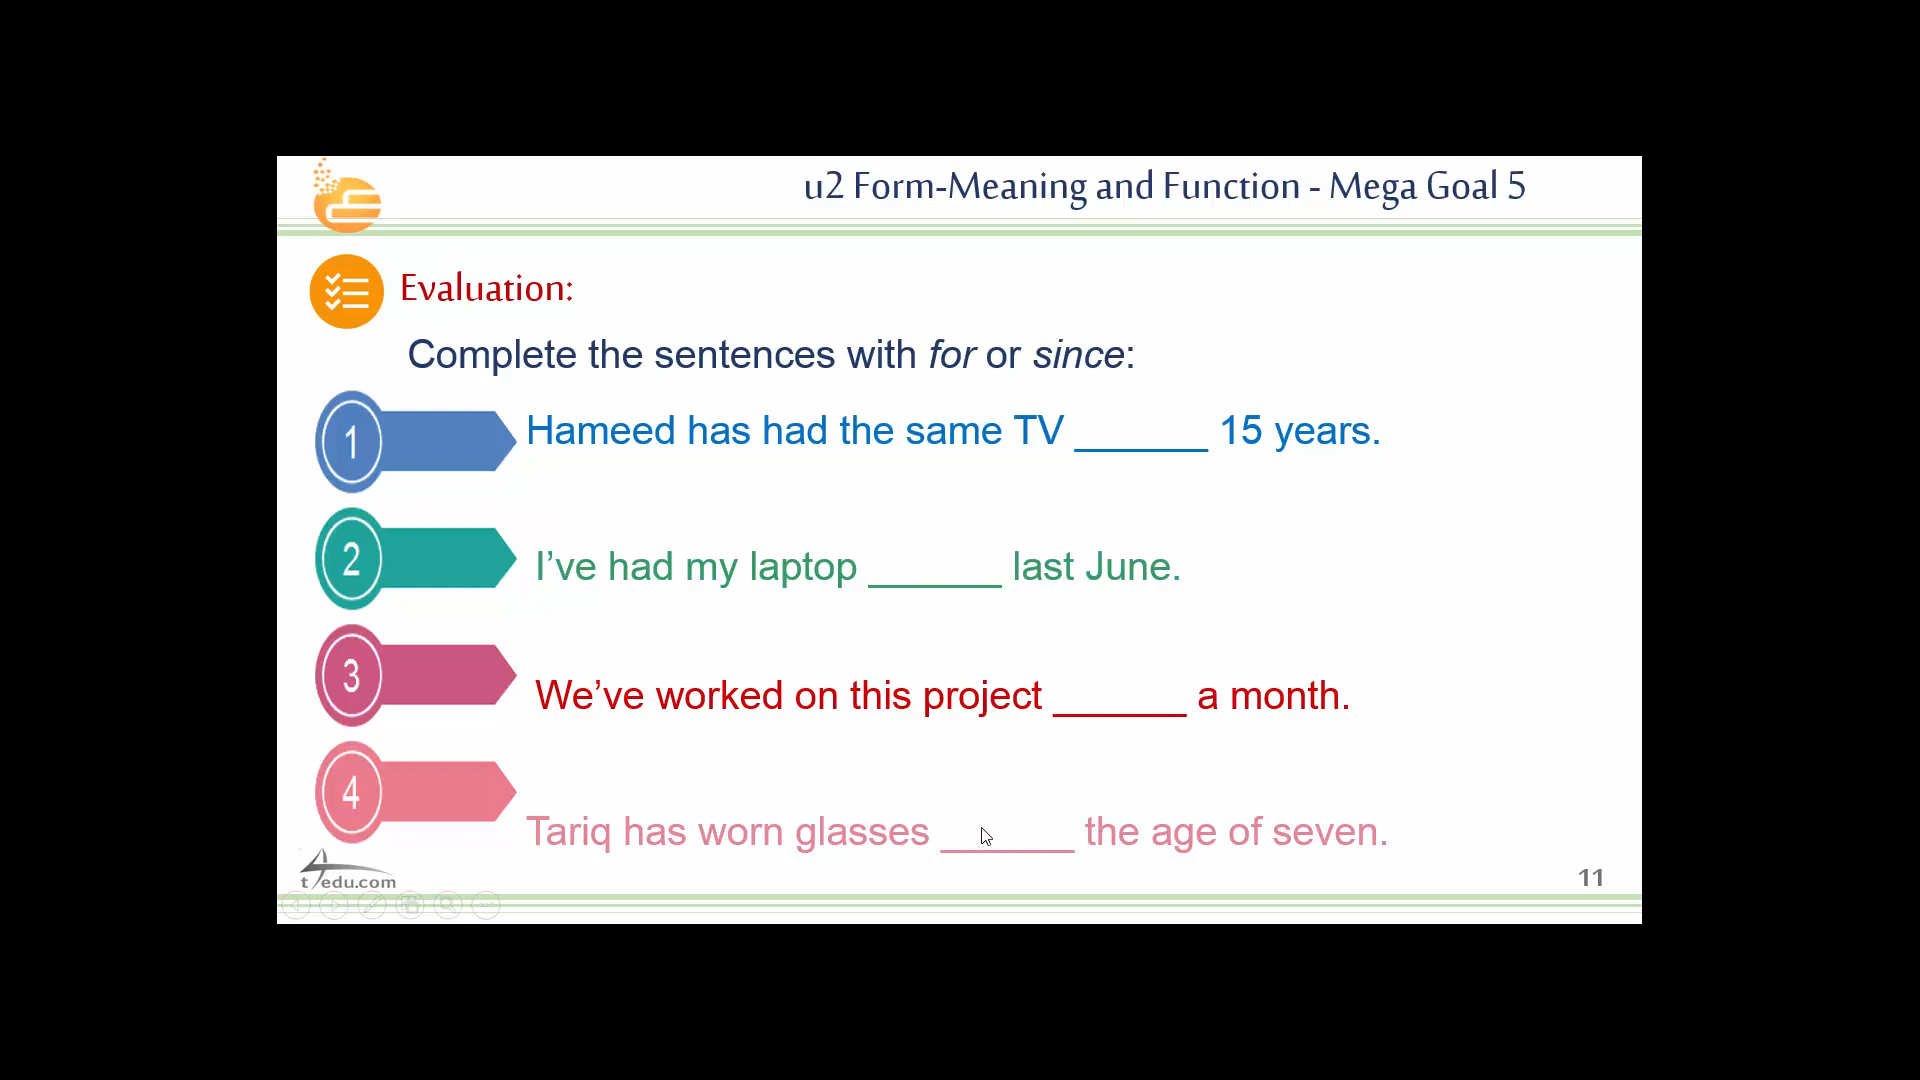 u2 Form-Meaning and Function - Mega Goal 5
Evaluation:
Complete the sentences with for or since:
1
Hameed has had the same TV ______ 15 years.
2
I’ve had my laptop ______ last June.
3
We’ve worked on this project ______ a month.
4
Tariq has worn glasses ______ the age of seven.
t4edu.com
11